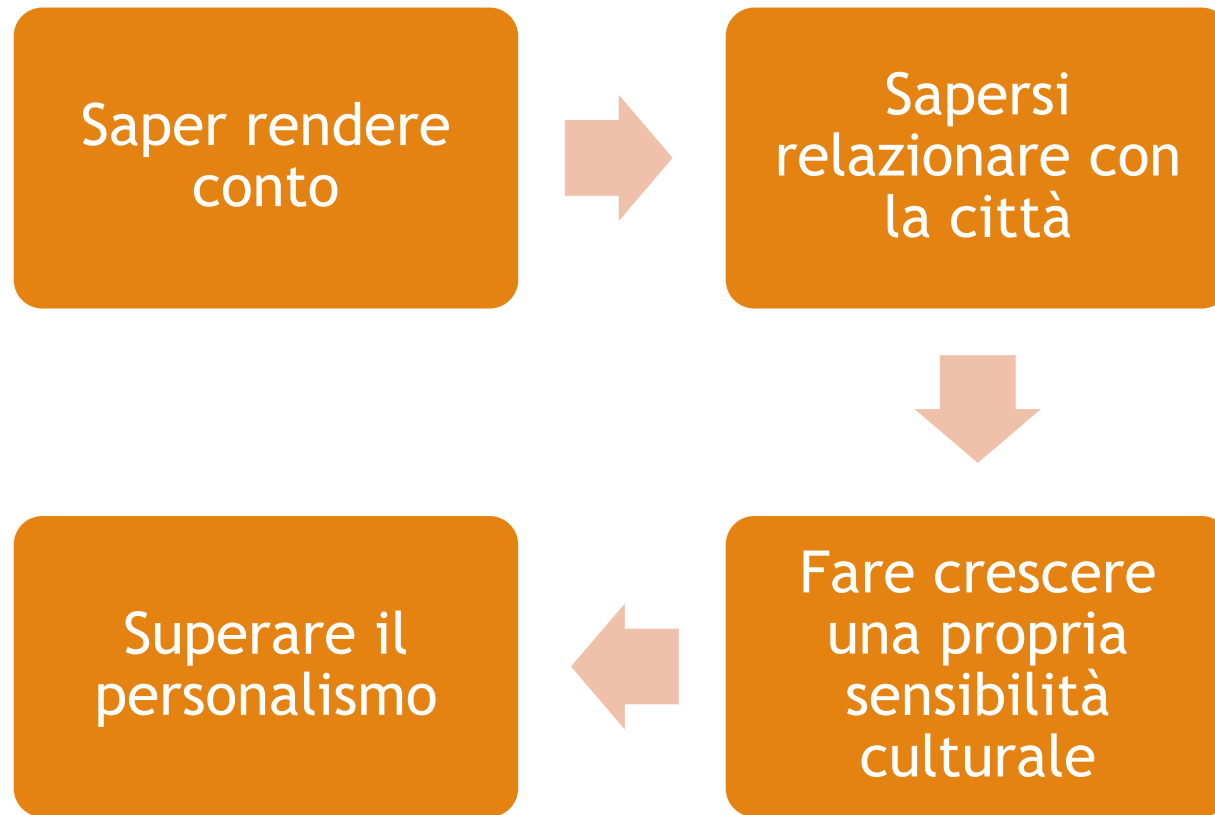 Saper rendere
conto
Sapersi
relazionare con
la città
Fare crescere
una propria
sensibilità
culturale
Superare il
personalismo